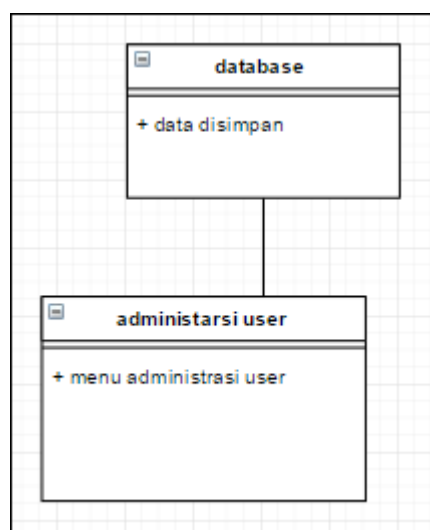 database
+ data disimpan
administarsi user
+ menu administrasi user